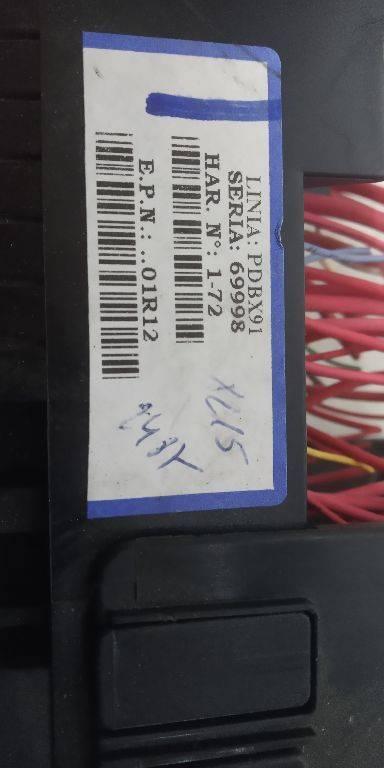 LINIA: PDBX91
SERIA: 69998
HAR. N°: 1-72
E.P.N.: ..01R12